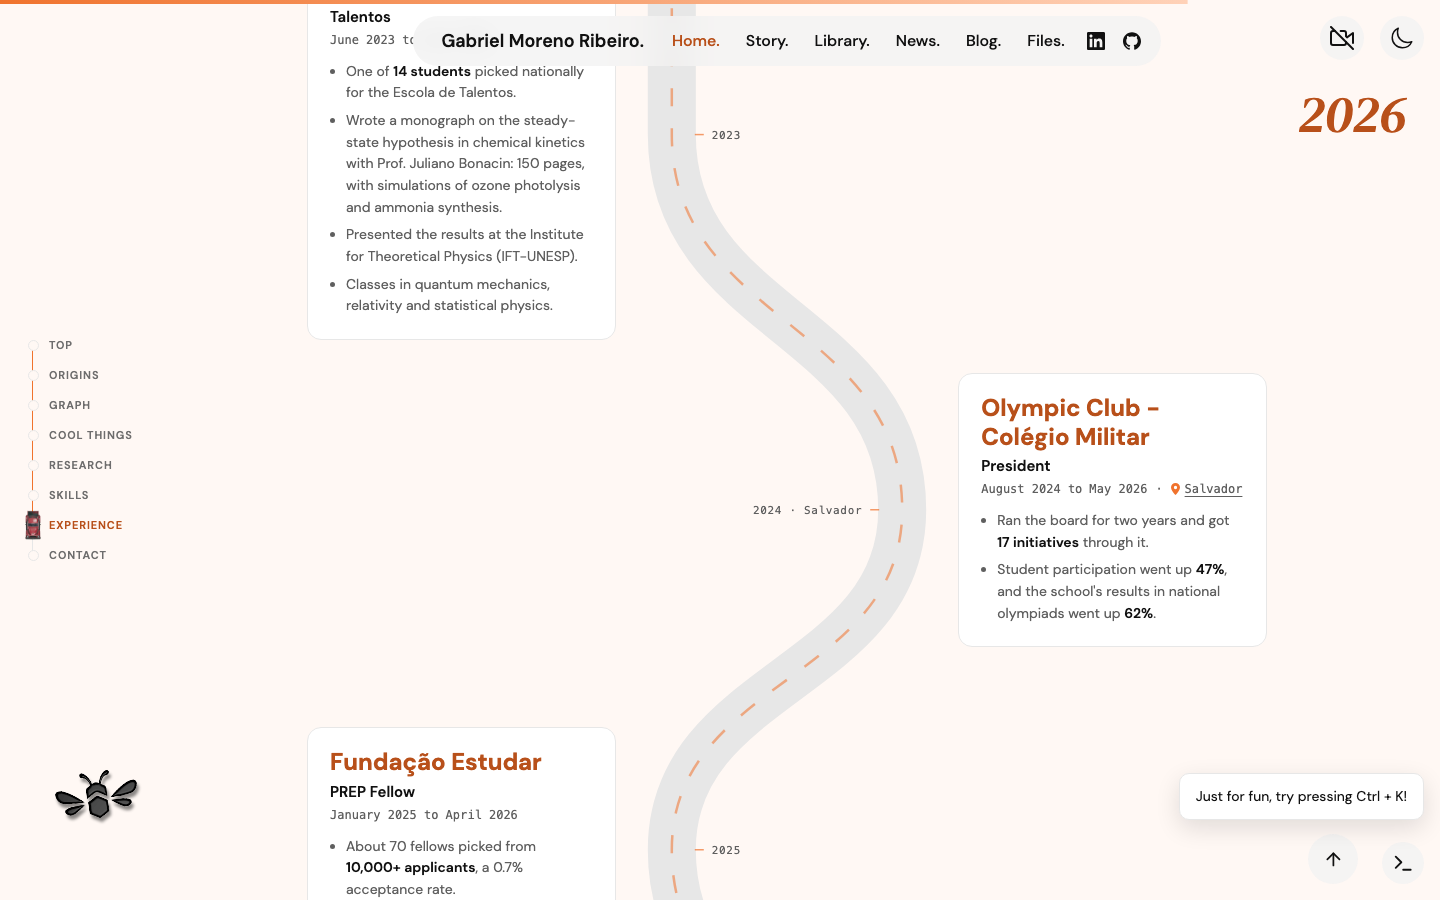 Gabriel Moreno Ribeiro.
Home.
Story.
Library.
News.
Blog.
Files.
2026
Talentos
June 2023 to
One of 14 students picked nationally
for the Escola de Talentos.
Wrote a monograph on the steady-
state hypothesis in chemical kinetics
with Prof. Juliano Bonacin: 150 pages,
with simulations of ozone photolysis
and ammonia synthesis.
Presented the results at the Institute
for Theoretical Physics (IFT-UNESP).
Classes in quantum mechanics,
relativity and statistical physics.
2023
TOP
ORIGINS
GRAPH
COOL THINGS
RESEARCH
SKILLS
EXPERIENCE
CONTACT
Olympic Club -
Colégio Militar
President
August 2024 to May 2026 · Salvador
Ran the board for two years and got
17 initiatives through it.
Student participation went up 47%,
and the school's results in national
olympiads went up 62%.
2024 · Salvador
Fundação Estudar
PREP Fellow
January 2025 to April 2026
About 70 fellows picked from
10,000+ applicants, a 0.7%
acceptance rate.
2025
Just for fun, try pressing Ctrl + K!